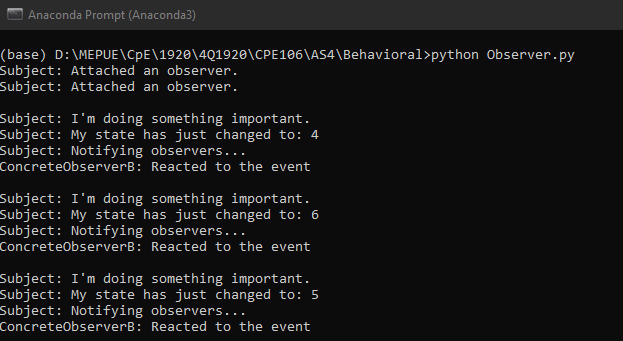 Anaconda Prompt (Anaconda3)
(base) D:\MEPUE\CpE\1920\4Q1920\CPE106\AS4\Behavioral>python Observer.py
Subject: Attached an observer.
Subject: Attached an observer.
Subject: I'm doing something important.
Subject: My state has just changed to: 4
Subject: Notifying observers...
ConcreteObserverB: Reacted to the event
Subject: I'm doing something important.
Subject: My state has just changed to: 6
Subject: Notifying observers...
ConcreteObserverB: Reacted to the event
Subject: I'm doing something important.
Subject: My state has just changed to: 5
Subject: Notifying observers...
ConcreteObserverB: Reacted to the event